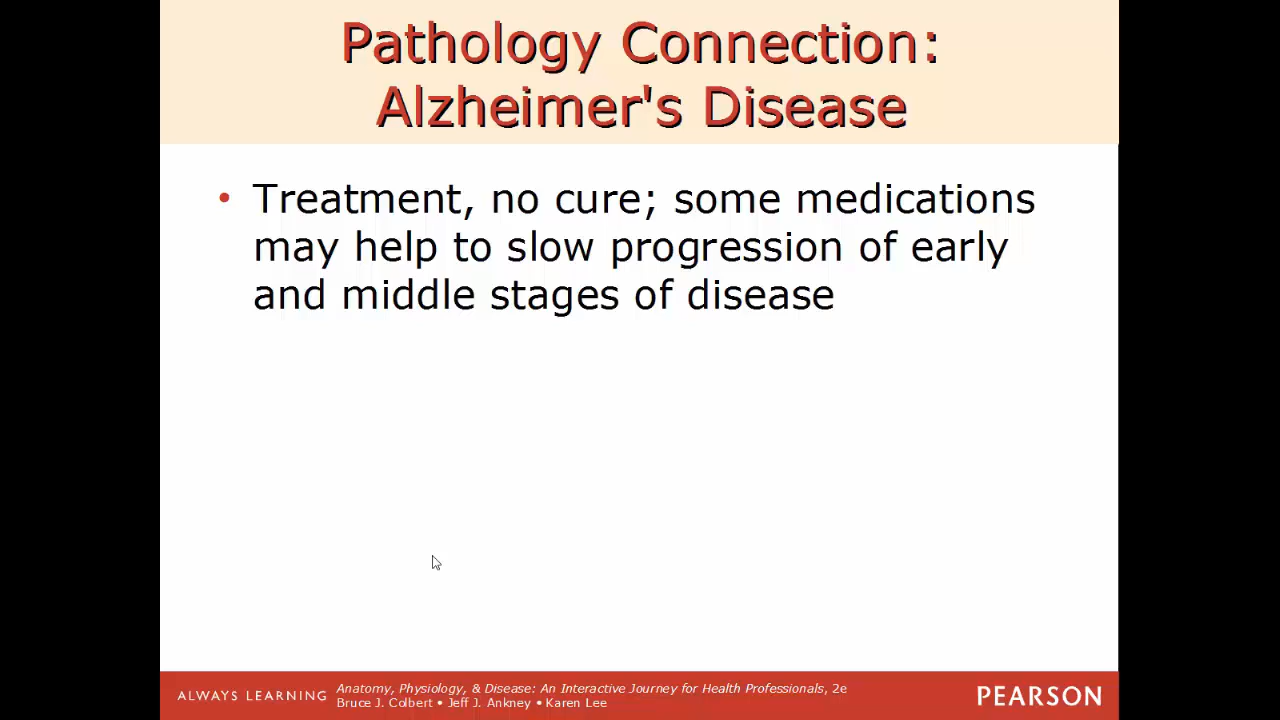 Pathology Connection:
Alzheimer's Disease
• Treatment, no cure; some medications
may help to slow progression of early
and middle stages of disease
ALWAYS LEARNING
Anatomy, Physiology, & Disease: An Interactive Journey for Health Professionals, 2e
Bruce J. Colbert • Jeff J. Ankney • Karen Lee
PEARSON